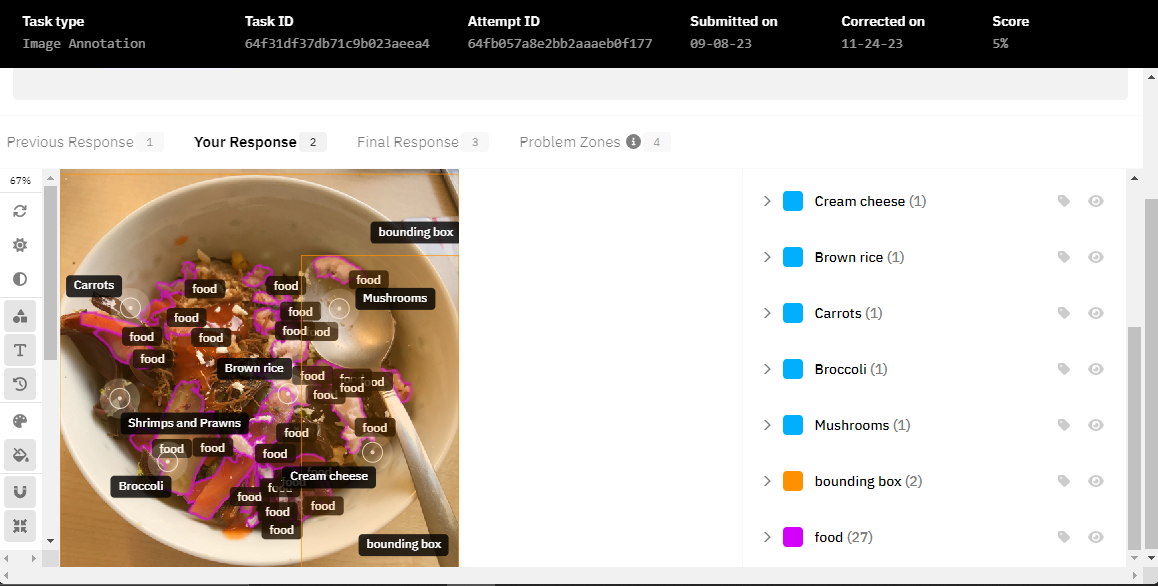 Task type Task ID Attempt ID Submitted on Corrected on Score
Image Annotation 64f31df37db71c9b023aeea4 64fb057a8e2bb2aaaeb0f177 09-08-23 11-24-23 5%
Previous Response 1 Your Response 2 Final Response 3 Problem Zones i 4
67%
Cream cheese (1)
bounding box
Brown rice (1)
food
Carrots food food
Mushrooms
Carrots (1)
food food
food food food
food
Brown rice
Broccoli (1)
food
food
food
Shrimps and Prawns
Mushrooms (1)
food
food
food food
food
Cream cheese
bounding box (2)
Broccoli
food
food
food
food
bounding box
food (27)
T